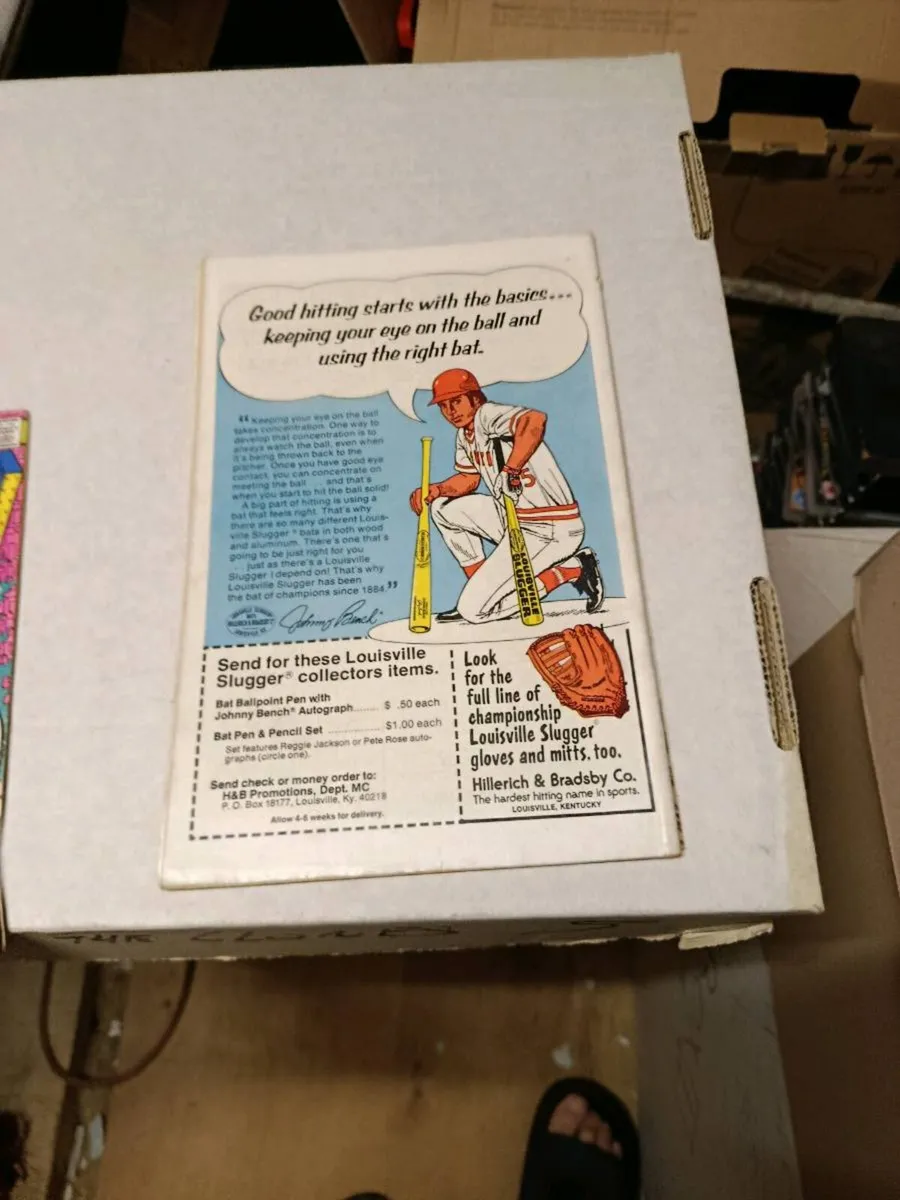 Good hitting starts with the basics...
keeping your eye on the ball and
using the right bat.
“ Keeping your eye on the ball
takes concentration. One way to
develop that concentration is to
always watch the ball, even when
it's being thrown back to the
pitcher. Once you have good eye
contact, you can concentrate on
meeting the ball ... and that's
when you start to hit the ball solid!
A big part of hitting is using a
bat that feels right. That's why
there are so many different Louis-
ville Slugger® bats in both wood
and aluminum. There's one that's
going to be just right for you
... just as there's a Louisville
Slugger I depend on! That's why
Louisville Slugger has been
the bat of champions since 1884.”
Johnny Bench
5
LOUISVILLE
SLUGGER
Send for these Louisville
Slugger® collectors items.
Bat Ballpoint Pen with
Johnny Bench® Autograph....... $ .50 each
Bat Pen & Pencil Set ............... $1.00 each
Set features Reggie Jackson or Pete Rose auto-
graphs (circle one).
Send check or money order to:
H&B Promotions, Dept. MC
P.O. Box 18177, Louisville, Ky. 40218
Allow 4-6 weeks for delivery.
Look
for the
full line of
championship
Louisville Slugger®
gloves and mitts, too.
Hillerich & Bradsby Co.
The hardest hitting name in sports.
LOUISVILLE, KENTUCKY